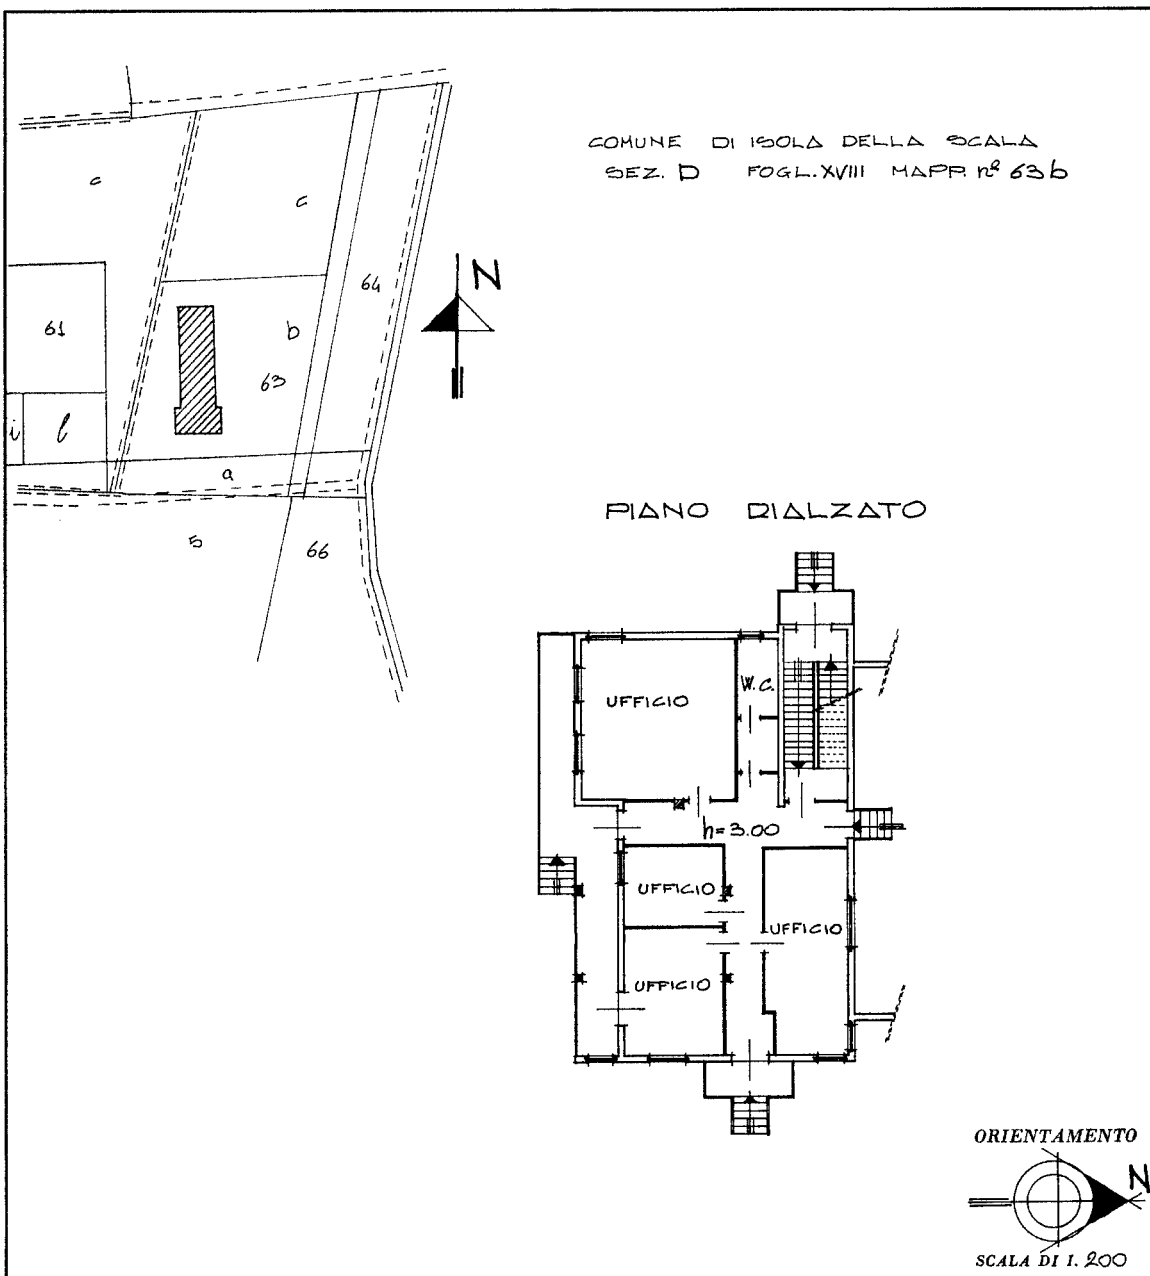 COMUNE DI ISOLA DELLA SCALA
SEZ. D FOGL. XVIII MAPP. nº 63b
c
c
64
N
61
b
63
i
l
a
5
66
PIANO RIALZATO
W.C.
UFFICIO
h=3.00
UFFICIO
UFFICIO
UFFICIO
ORIENTAMENTO
N
SCALA DI 1. 200